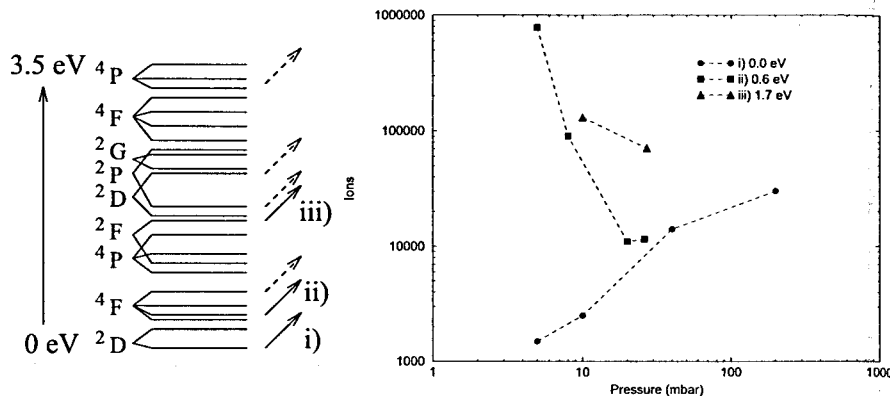 3.5 eV
⁴P
⁴F
²G
²P
²D
²F
⁴P
⁴F
²D
0 eV
iii)
ii)
i)
1000000
100000
10000
1000
Ions
i) 0.0 eV
ii) 0.6 eV
iii) 1.7 eV
1
10
100
1000
Pressure (mbar)